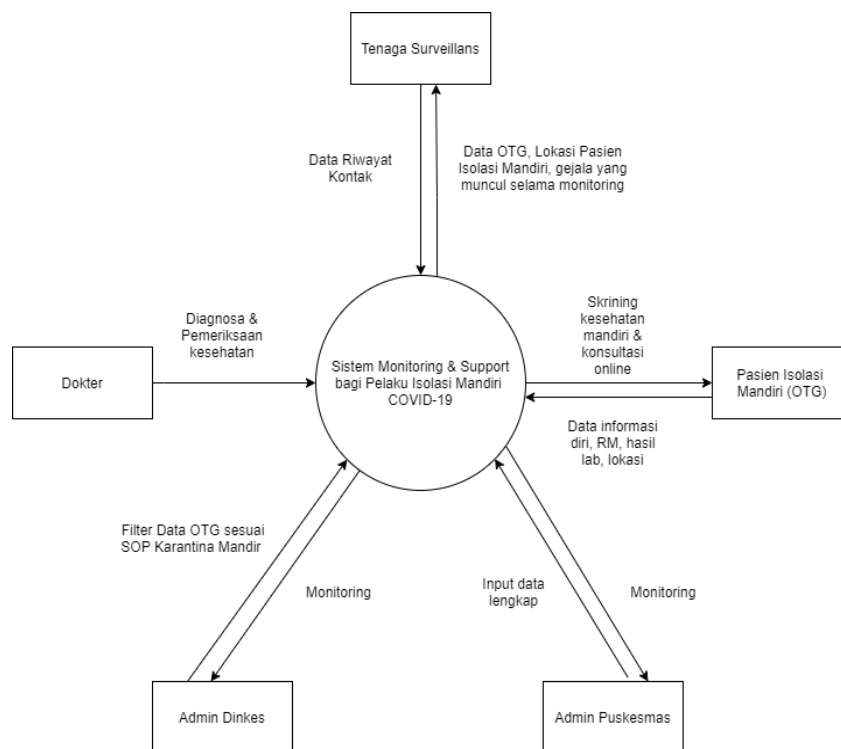 Tenaga Surveillans
Data Riwayat
Kontak
Data OTG, Lokasi Pasien
Isolasi Mandiri, gejala yang
muncul selama monitoring
Diagnosa &
Pemeriksaan
kesehatan
Skrining
kesehatan
mandiri &
konsultasi
online
Dokter
Sistem Monitoring & Support
bagi Pelaku Isolasi Mandiri
COVID-19
Pasien Isolasi
Mandiri (OTG)
Data informasi
diri, RM, hasil
lab, lokasi
Filter Data OTG sesuai
SOP Karantina Mandir
Monitoring
Input data
lengkap
Monitoring
Admin Dinkes
Admin Puskesmas